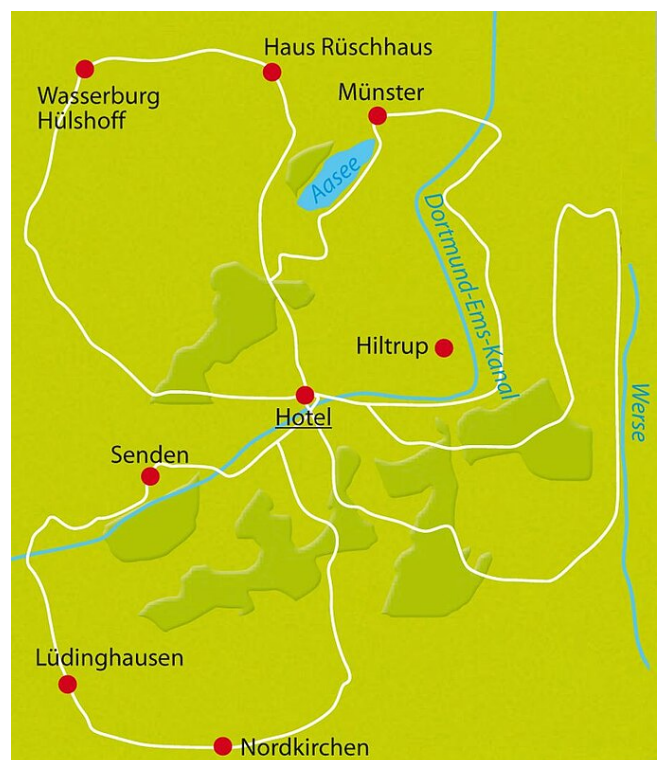 Haus Rüschhaus
Wasserburg
Hülshoff
Münster
Aasee
Dortmund-Ems-Kanal
Hiltrup
Werse
Hotel
Senden
Lüdinghausen
Nordkirchen